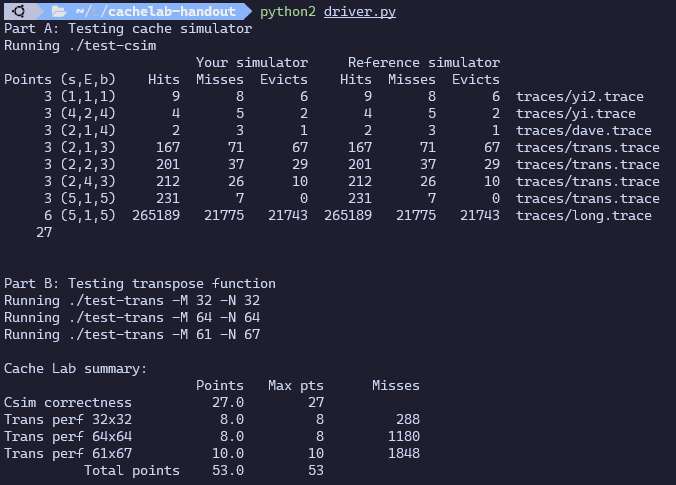 ~/ /cachelab-handout python2 driver.py
Part A: Testing cache simulator
Running ./test-csim
Your simulator Reference simulator
Points (s,E,b) Hits Misses Evicts Hits Misses Evicts
3 (1,1,1) 9 8 6 9 8 6 traces/yi2.trace
3 (4,2,4) 4 5 2 4 5 2 traces/yi.trace
3 (2,1,4) 2 3 1 2 3 1 traces/dave.trace
3 (2,1,3) 167 71 67 167 71 67 traces/trans.trace
3 (2,2,3) 201 37 29 201 37 29 traces/trans.trace
3 (2,4,3) 212 26 10 212 26 10 traces/trans.trace
3 (5,1,5) 231 7 0 231 7 0 traces/trans.trace
6 (5,1,5) 265189 21775 21743 265189 21775 21743 traces/long.trace
27
Part B: Testing transpose function
Running ./test-trans -M 32 -N 32
Running ./test-trans -M 64 -N 64
Running ./test-trans -M 61 -N 67
Cache Lab summary:
Points Max pts Misses
Csim correctness 27.0 27
Trans perf 32x32 8.0 8 288
Trans perf 64x64 8.0 8 1180
Trans perf 61x67 10.0 10 1848
Total points 53.0 53